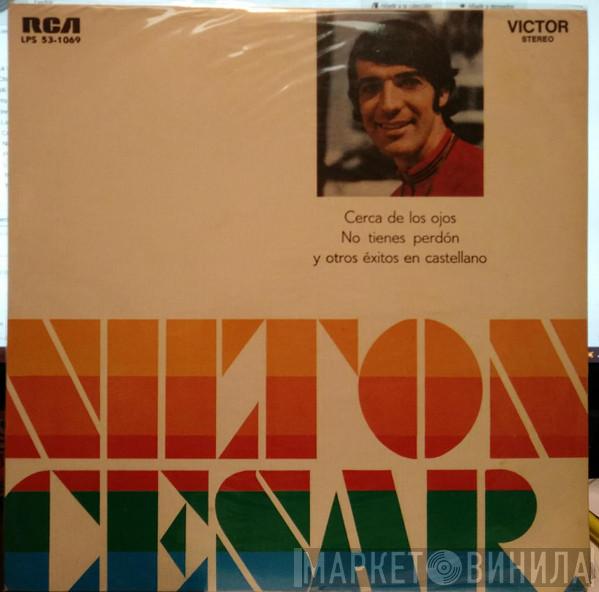 RCA
LPS 53-1069
VICTOR
STEREO
Cerca de los ojos
No tienes perdón
y otros éxitos en castellano
NILTON
CESAR
МАРКЕТ ВИНИЛА